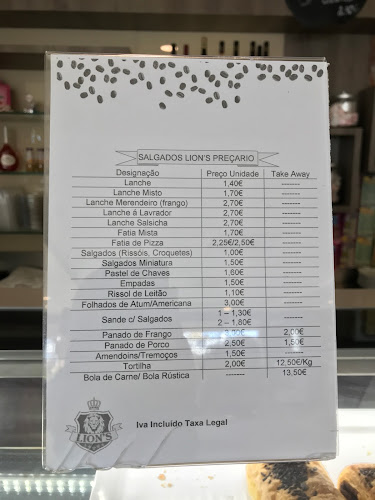 SALGADOS LION'S PREÇARIO
Designação Preço Unidade Take Away
Lanche 1,40€ -------
Lanche Misto 1,70€ -------
Lanche Merendeiro (frango) 2,70€ -------
Lanche á Lavrador 2,70€ -------
Lanche Salsicha 2,70€ -------
Fatia Mista 1,70€ -------
Fatia de Pizza 2,25€/2,50€ -------
Salgados (Rissóis, Croquetes) 1,00€ -------
Salgados Miniatura 1,50€ -------
Pastel de Chaves 1,60€ -------
Empadas 1,50€ -------
Rissol de Leitão 1,10€ -------
Folhados de Atum/Americana 3,00€
Sande c/ Salgados 1 – 1,30€ -------
2 – 1,80€
Panado de Frango 2,00€
Panado de Porco 2,50€ 1,50€
Amendoins/Tremoços 1,50€ -------
Tortilha 2,00€ 12,50€/Kg
Bola de Carne/ Bola Rústica ------- 13,50€
LION'S
Iva Incluido Taxa Legal